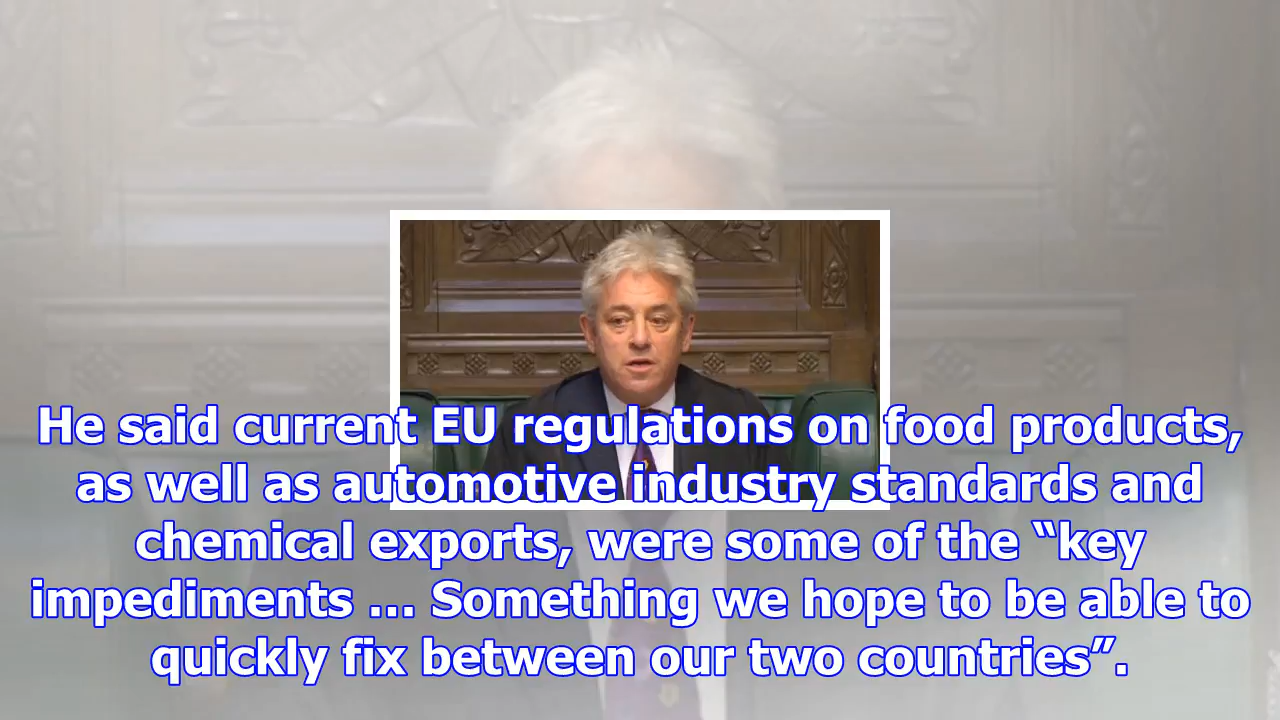 He said current EU regulations on food products,
as well as automotive industry standards and
chemical exports, were some of the “key
impediments ... Something we hope to be able to
quickly fix between our two countries”.